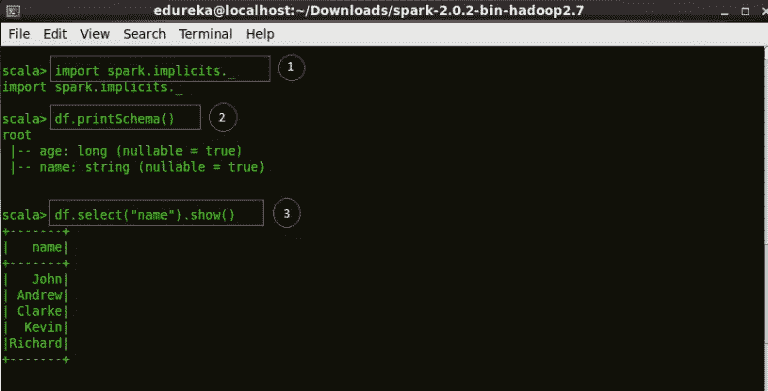 edureka@localhost:~/Downloads/spark-2.0.2-bin-hadoop2.7
File Edit View Search Terminal Help
scala> import spark.implicits._ 1
import spark.implicits._
scala> df.printSchema() 2
root
 |-- age: long (nullable = true)
 |-- name: string (nullable = true)
scala> df.select("name").show() 3
+-------+
|   name|
+-------+
|   John|
| Andrew|
| Clarke|
|  Kevin|
|Richard|
+-------+